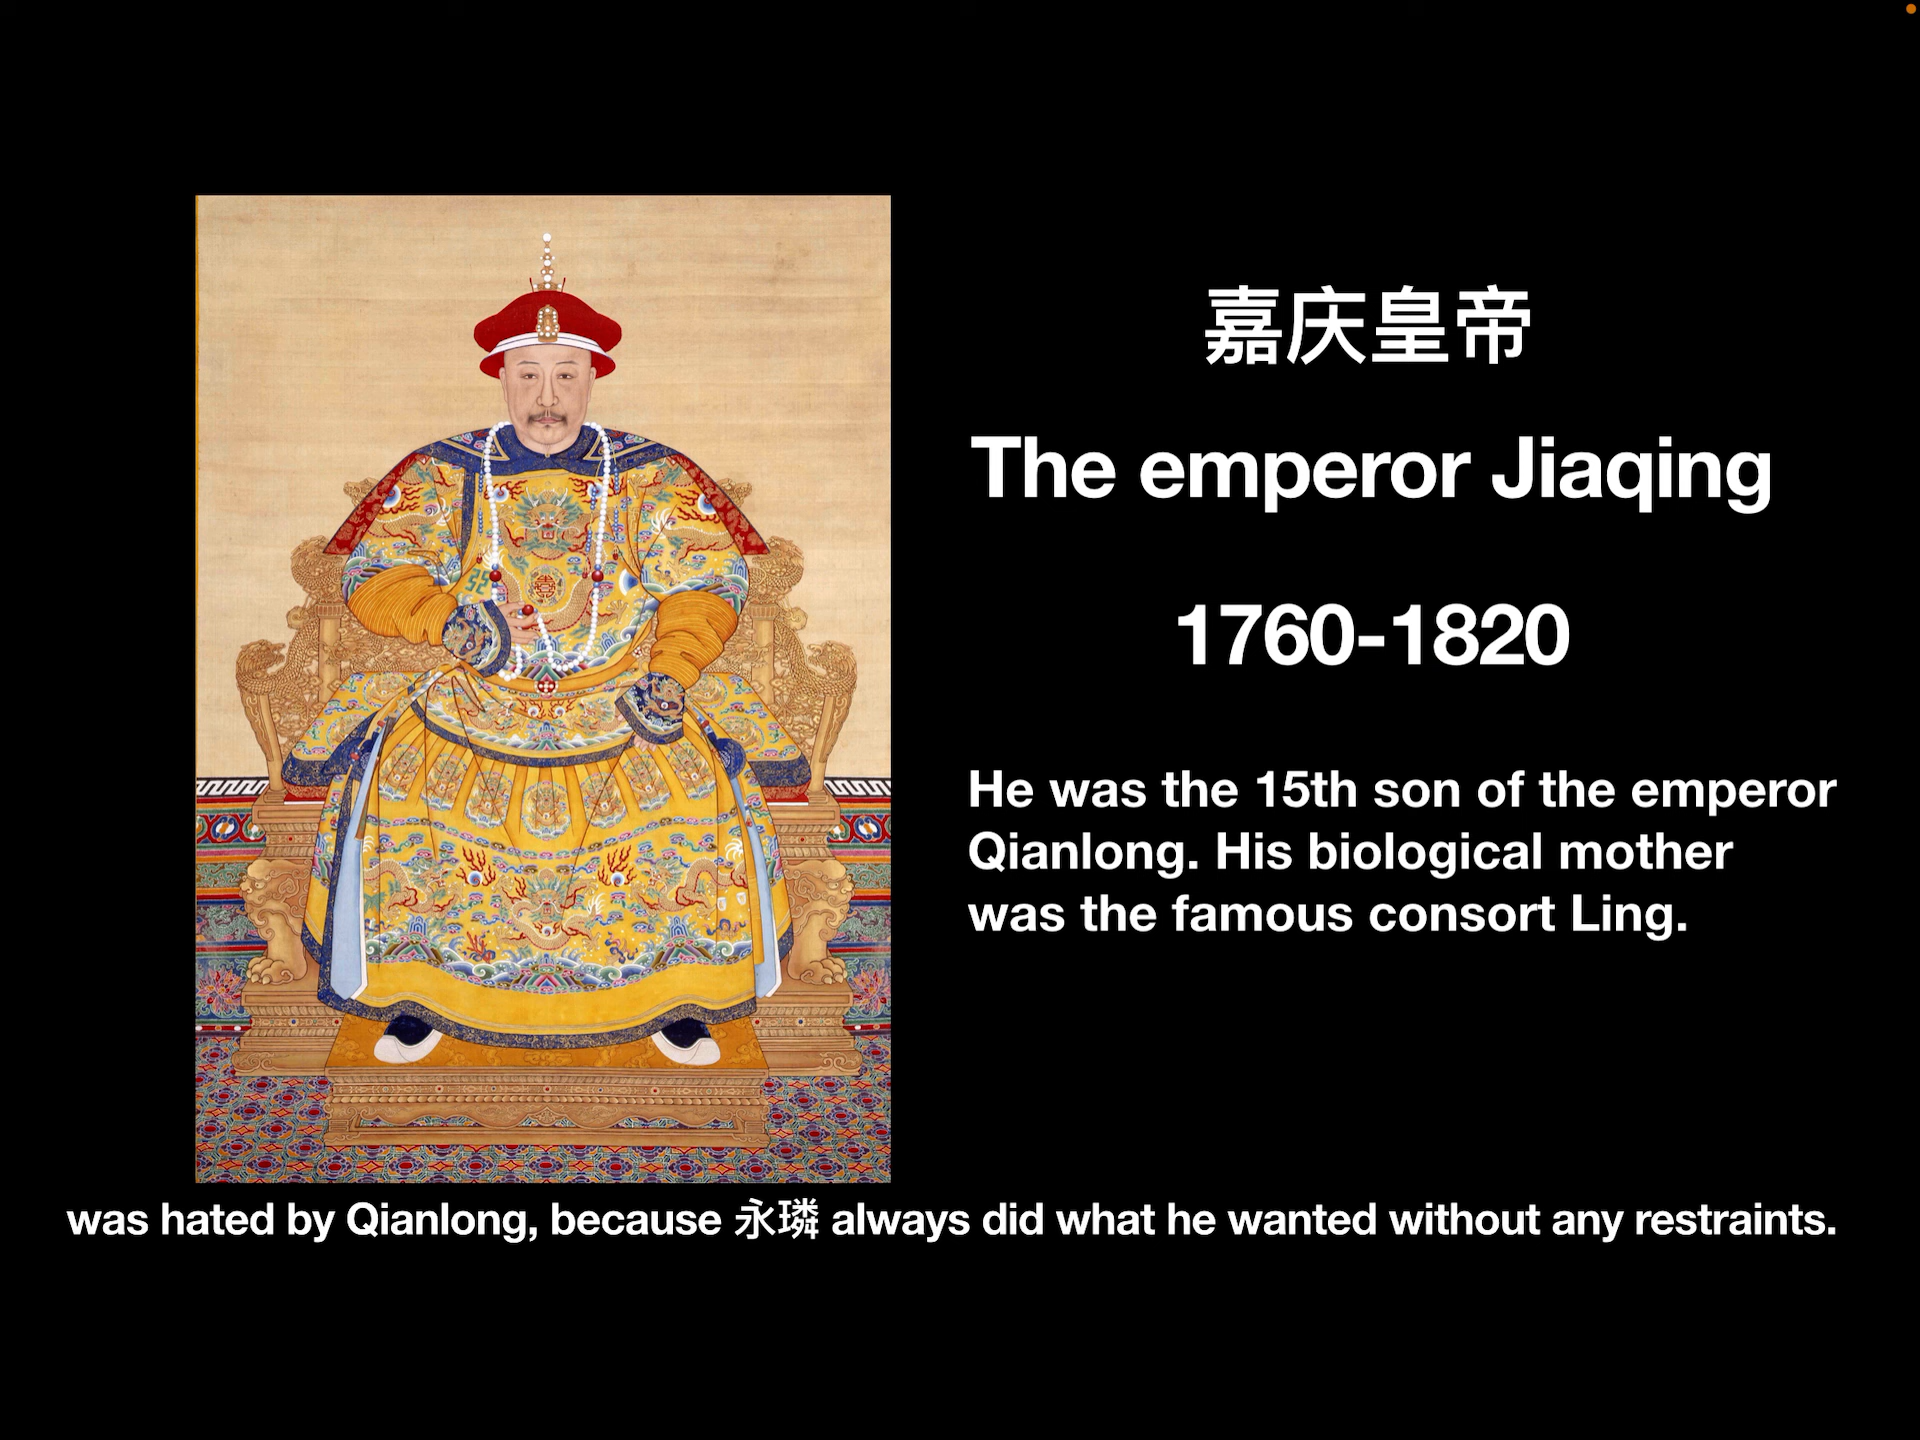 嘉庆皇帝
The emperor Jiaqing
1760-1820
He was the 15th son of the emperor
Qianlong. His biological mother
was the famous consort Ling.
was hated by Qianlong, because 永璘 always did what he wanted without any restraints.